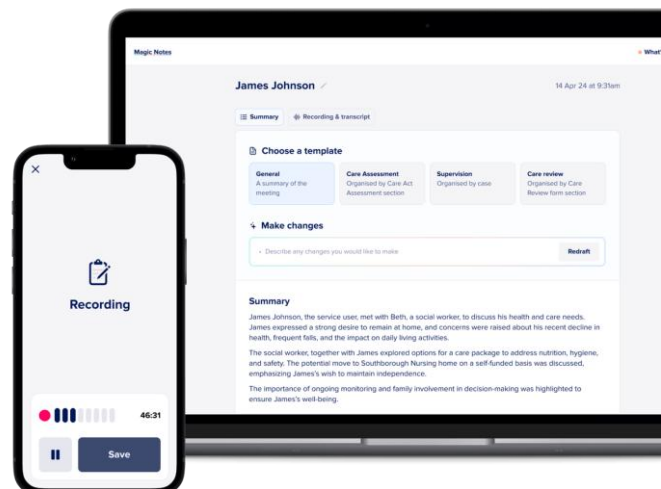 Magic Notes
What'
James Johnson
14 Apr 24 at 9:31am
Summary
Recording & transcript
Choose a template
General
A summary of the
meeting
Care Assessment
Organised by Care Act
Assessment section
Supervision
Organised by case
Care review
Organised by Care
Review form section
Make changes
Describe any changes you would like to make
Redraft
Summary
James Johnson, the service user, met with Beth, a social worker, to discuss his health and care needs.
James expressed a strong desire to remain at home, and concerns were raised about his recent decline in
health, frequent falls, and the impact on daily living activities.
The social worker, together with James explored options for a care package to address nutrition, hygiene,
and safety. The potential move to Southborough Nursing home on a self-funded basis was discussed,
emphasizing James's wish to maintain independence.
The importance of ongoing monitoring and family involvement in decision-making was highlighted to
ensure James's well-being.
Recording
46:31
Save